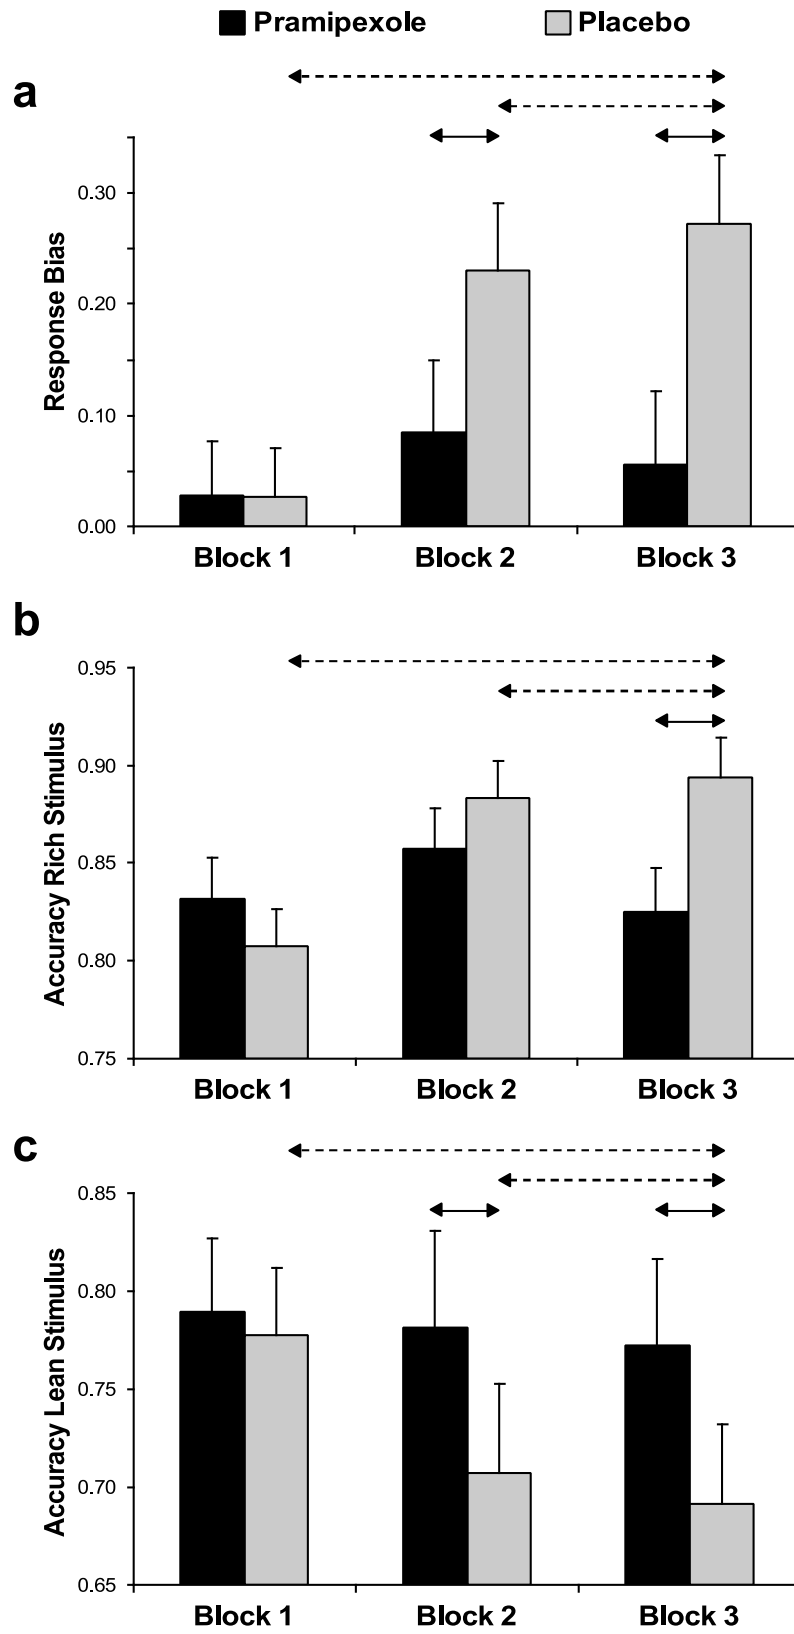 Pramipexole Placebo
a
Response Bias
0.30
0.20
0.10
0.00
Block 1 Block 2 Block 3
b
Accuracy Rich Stimulus
0.95
0.90
0.85
0.80
0.75
Block 1 Block 2 Block 3
c
Accuracy Lean Stimulus
0.85
0.80
0.75
0.70
0.65
Block 1 Block 2 Block 3